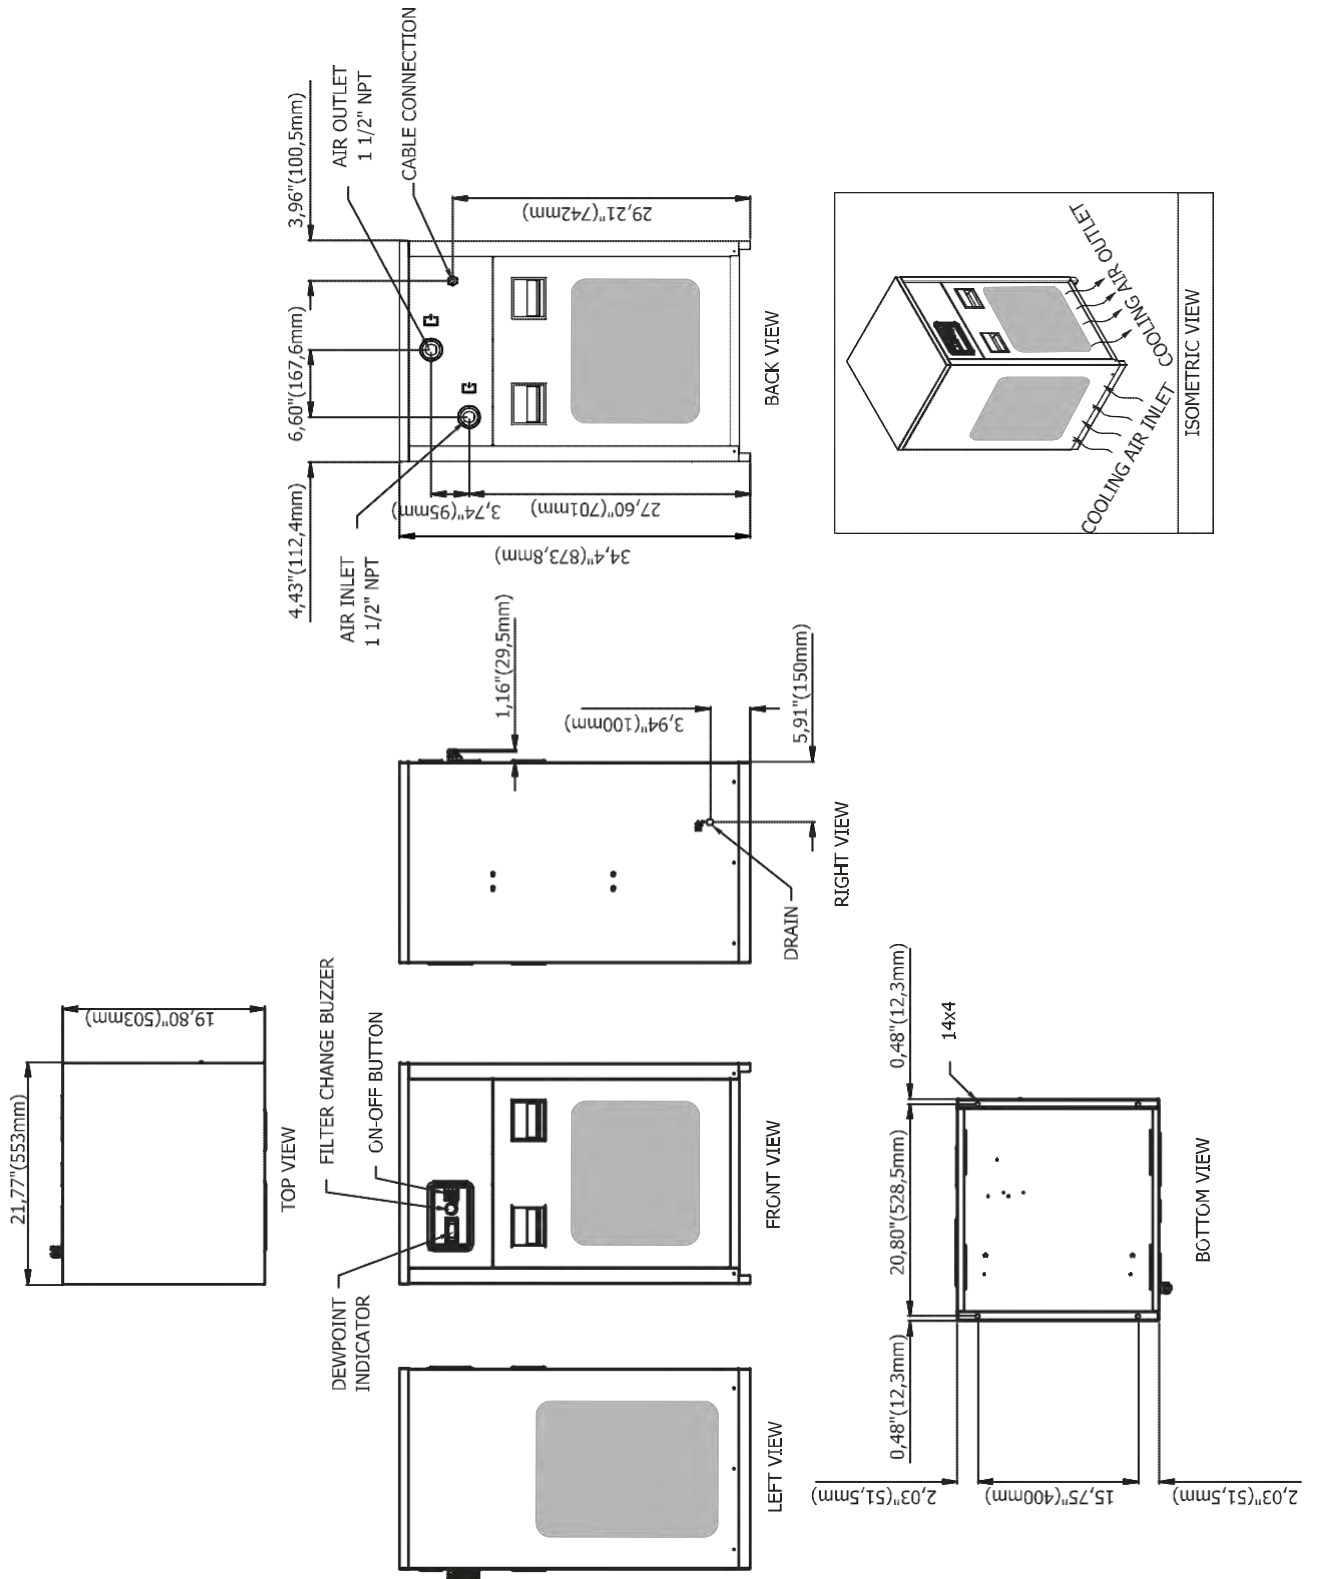 21,77"(553mm)
19,80"(503mm)
TOP VIEW
DEWPOINT
INDICATOR
FILTER CHANGE BUZZER
ON-OFF BUTTON
LEFT VIEW
FRONT VIEW
1,16"(29,5mm)
3,94"(100mm)
5,91"(150mm)
DRAIN
RIGHT VIEW
4,43"(112,4mm)
6,60"(167,6mm)
3,96"(100,5mm)
AIR INLET
1 1/2" NPT
AIR OUTLET
1 1/2" NPT
CABLE CONNECTION
34,4"(873,8mm)
3,74"(95mm)
27,60"(701mm)
29,21"(742mm)
BACK VIEW
0,48"(12,3mm)
20,80"(528,5mm)
0,48"(12,3mm)
14x4
2,03"(51,5mm)
15,75"(400mm)
2,03"(51,5mm)
BOTTOM VIEW
COOLING AIR INLET
COOLING AIR OUTLET
ISOMETRIC VIEW